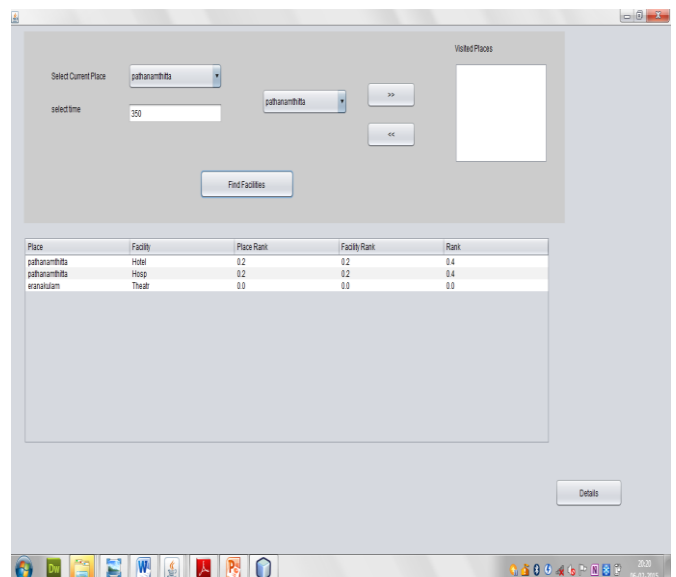 Visited Places
Select Current Place pathanamthitta
pathanamthitta >>
select time 350
<<
Find Facilities
Place Facility Place Rank Facility Rank Rank
pathanamthitta Hotel 0.2 0.2 0.4
pathanamthitta Hosp 0.2 0.2 0.4
eranakulam Theatr 0.0 0.0 0.0
Details
20:20